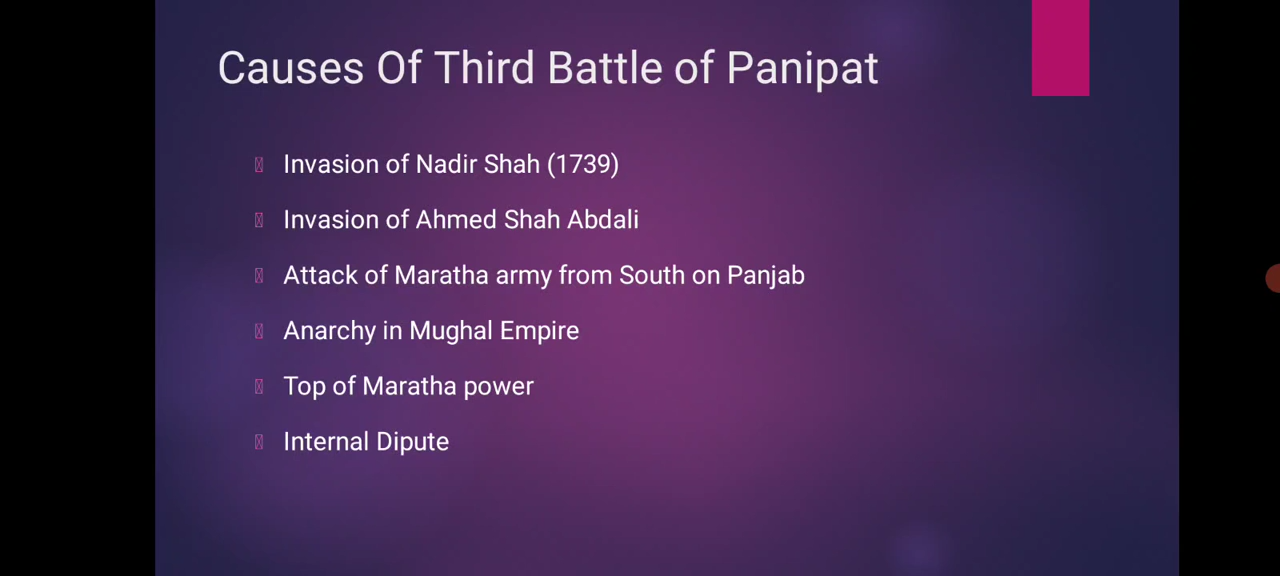 Causes Of Third Battle of Panipat
Invasion of Nadir Shah (1739)
Invasion of Ahmed Shah Abdali
Attack of Maratha army from South on Panjab
Anarchy in Mughal Empire
Top of Maratha power
Internal Dipute